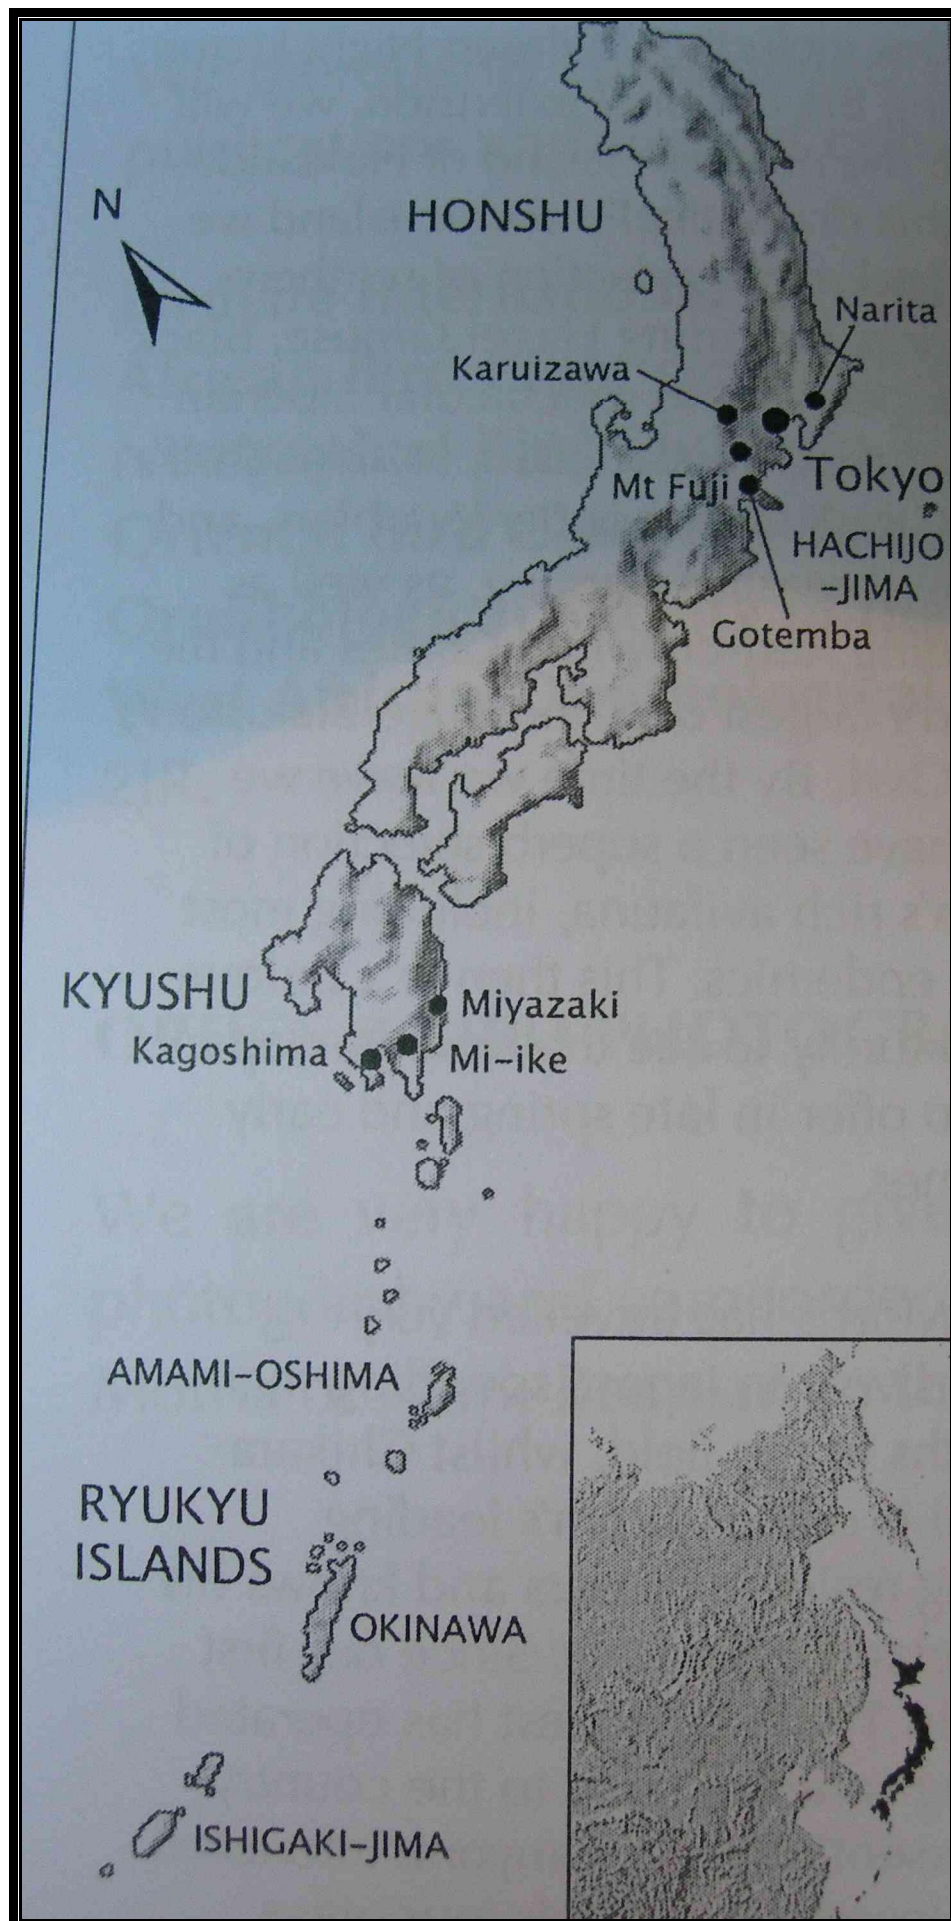 N
HONSHU
Narita
Karuizawa
Tokyo
Mt Fuji
HACHIJO
-JIMA
Gotemba
KYUSHU
Miyazaki
Kagoshima
Mi-ike
AMAMI-OSHIMA
RYUKYU
ISLANDS
OKINAWA
ISHIGAKI-JIMA